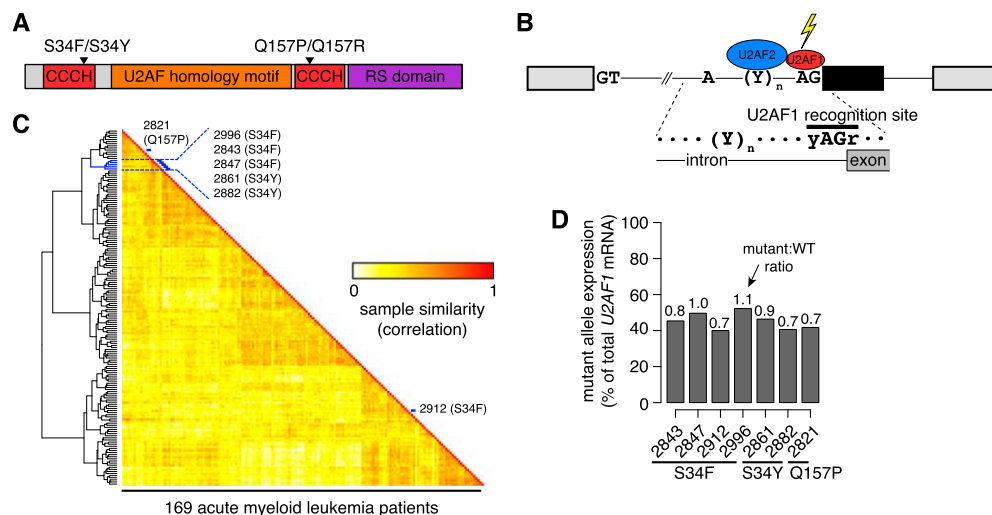 A
S34F/S34Y
Q157P/Q157R
CCCH
U2AF homology motif
CCCH
RS domain
B
U2AF2
U2AF1
GT
//
A
(Y)n
AG
U2AF1 recognition site
(Y)n
yAGr
intron
exon
C
2821
(Q157P)
2996 (S34F)
2843 (S34F)
2847 (S34F)
2861 (S34Y)
2882 (S34Y)
0
1
sample similarity
(correlation)
2912 (S34F)
169 acute myeloid leukemia patients
D
mutant allele expression
(% of total U2AF1 mRNA)
100
80
60
40
20
0
mutant:WT
ratio
0.8
1.0
0.7
1.1
0.9
0.7
0.7
2843
2847
2912
2996
2861
2882
2821
S34F
S34Y
Q157P